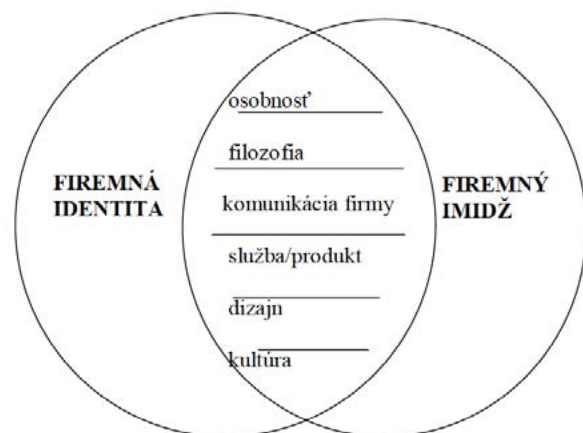 osobnosť
filozofia
FIREMNÁ
IDENTITA
komunikácia firmy
FIREMNÝ
IMIDŽ
služba/produkt
dizajn
kultúra